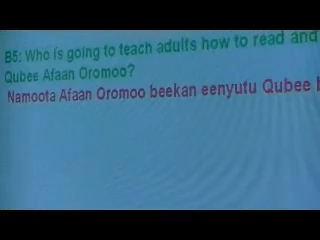 B5: Who is going to teach adults how to read and
Qubee Afaan Oromoo?
Namoota Afaan Oromoo beekan eenyutu Qubee